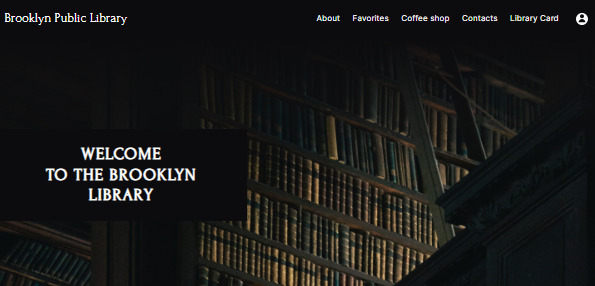 Brooklyn Public Library
About Favorites Coffee shop Contacts Library Card
WELCOME
TO THE BROOKLYN
LIBRARY